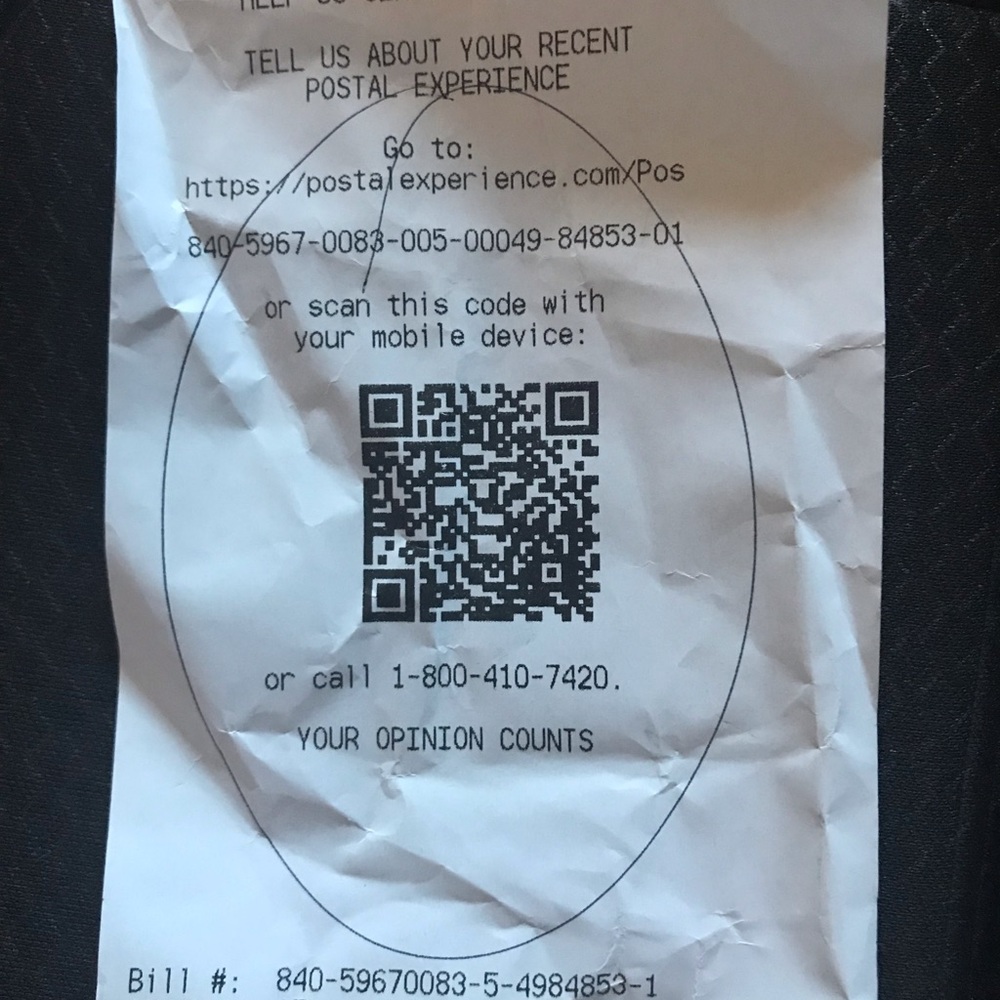 HELP US
TELL US ABOUT YOUR RECENT
POSTAL EXPERIENCE
Go to:
https://postalexperience.com/Pos
840-5967-0083-005-00049-84853-01
or scan this code with
your mobile device:
or call 1-800-410-7420.
YOUR OPINION COUNTS
Bill #: 840-59670083-5-4984853-1